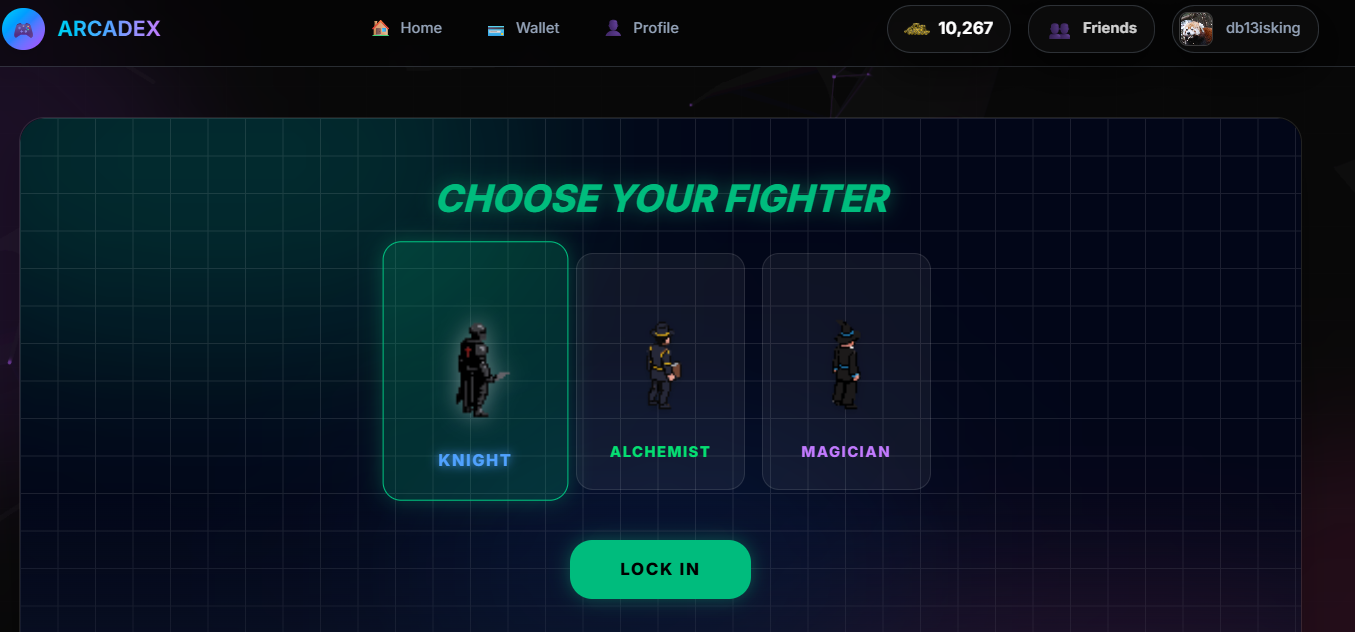 ARCADEX
Home
Wallet
Profile
10,267
Friends
db13isking
CHOOSE YOUR FIGHTER
KNIGHT
ALCHEMIST
MAGICIAN
LOCK IN